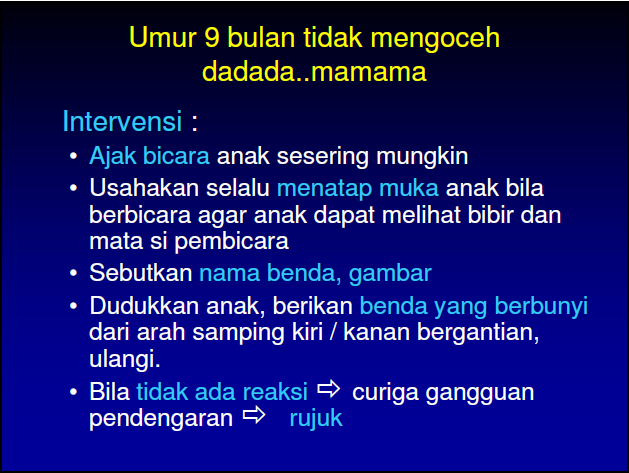 Umur 9 bulan tidak mengoceh
dadada..mamama
Intervensi :
• Ajak bicara anak sesering mungkin
• Usahakan selalu menatap muka anak bila
berbicara agar anak dapat melihat bibir dan
mata si pembicara
• Sebutkan nama benda, gambar
• Dudukkan anak, berikan benda yang berbunyi
dari arah samping kiri / kanan bergantian,
ulangi.
• Bila tidak ada reaksi ⇨ curiga gangguan
pendengaran ⇨ rujuk